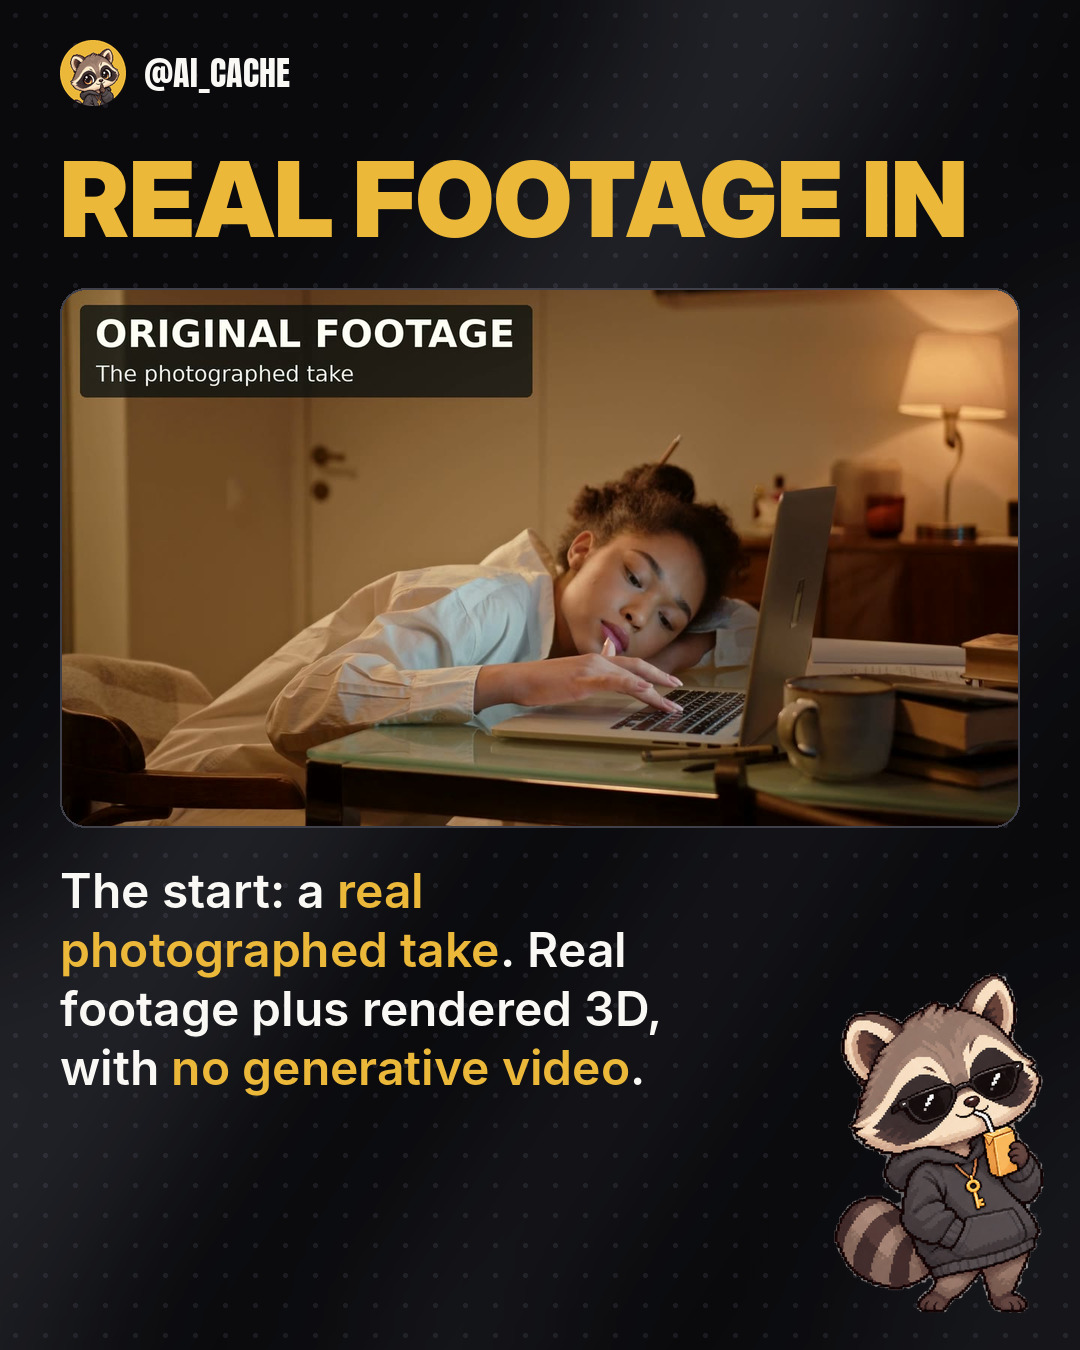 @AI_CACHE
REAL FOOTAGE IN
ORIGINAL FOOTAGE
The photographed take
The start: a real
photographed take. Real
footage plus rendered 3D,
with no generative video.